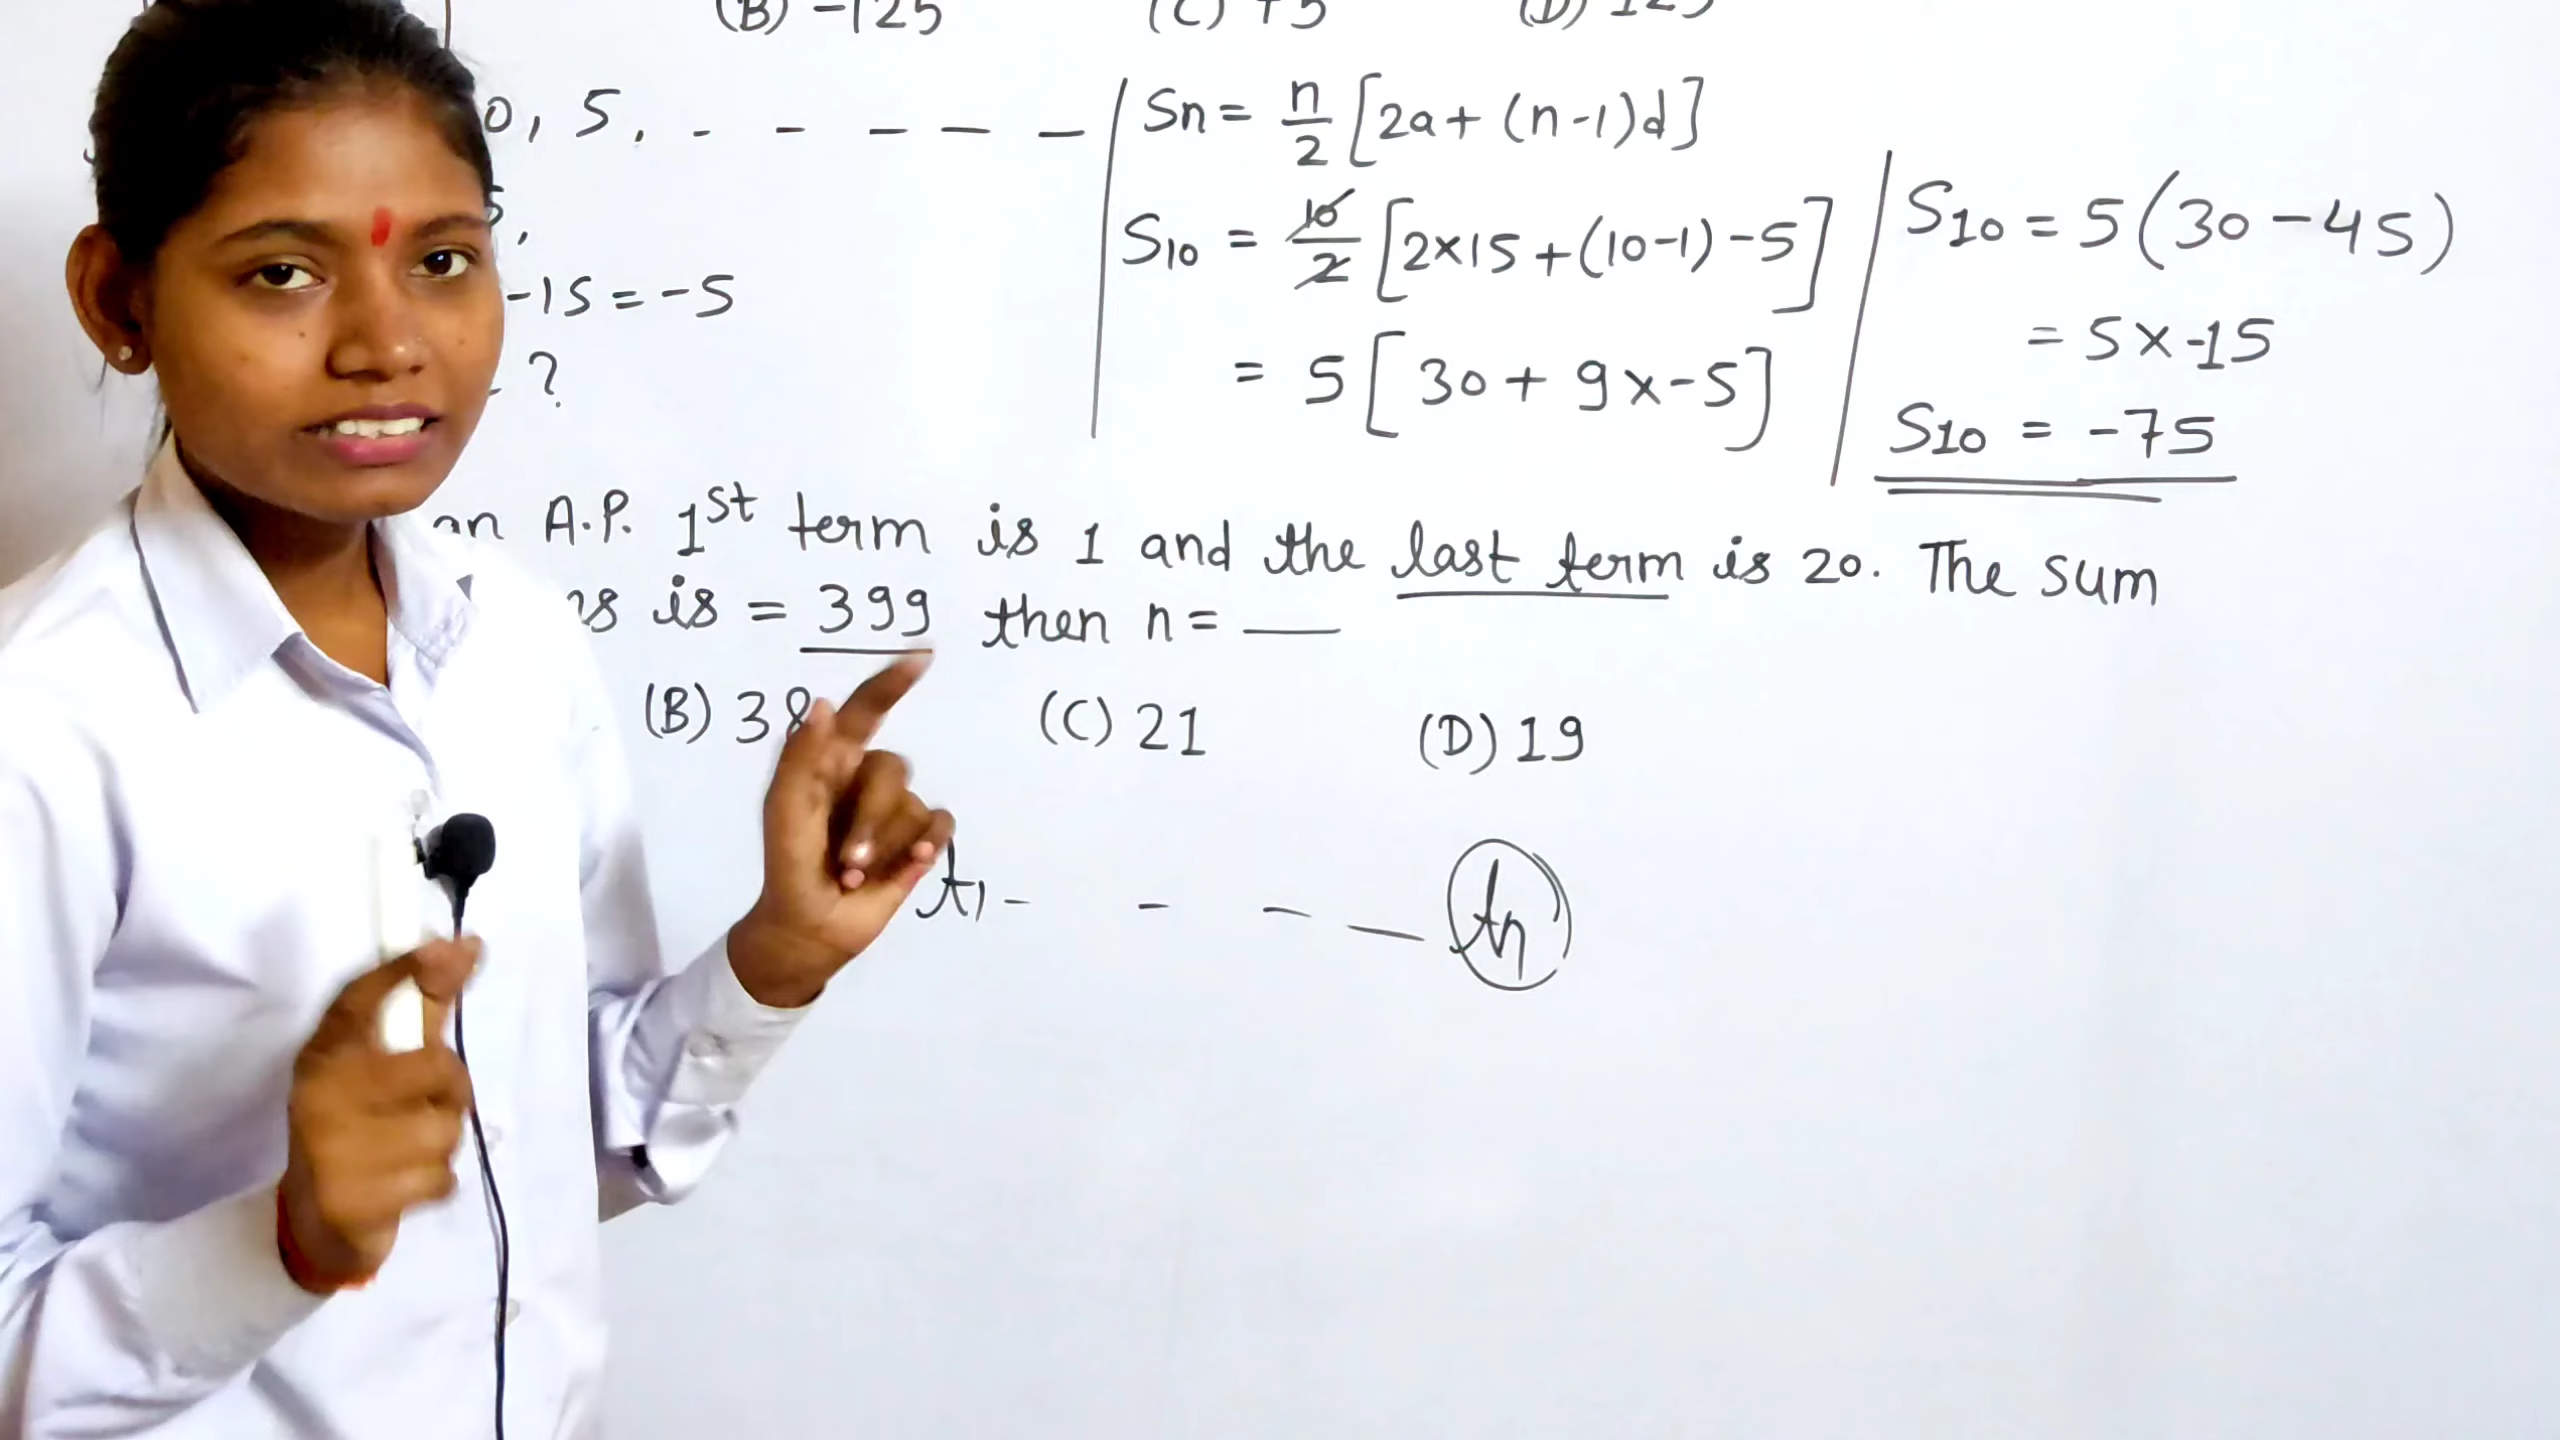 (B) -125 (C) +5 (D) 125
0, 5, - - - - -
5,
-15 = -5
- ?
Sn = n/2 [2a + (n-1)d]
S10 = 10/2 [2×15 + (10-1) -5]
= 5 [30 + 9 × -5]
S10 = 5 (30 - 45)
= 5 × -15
S10 = -75
an A.P. 1st term is 1 and the last term is 20. The sum
is = 399 then n = __
(B) 38 (C) 21 (D) 19
t1 - - - - tn